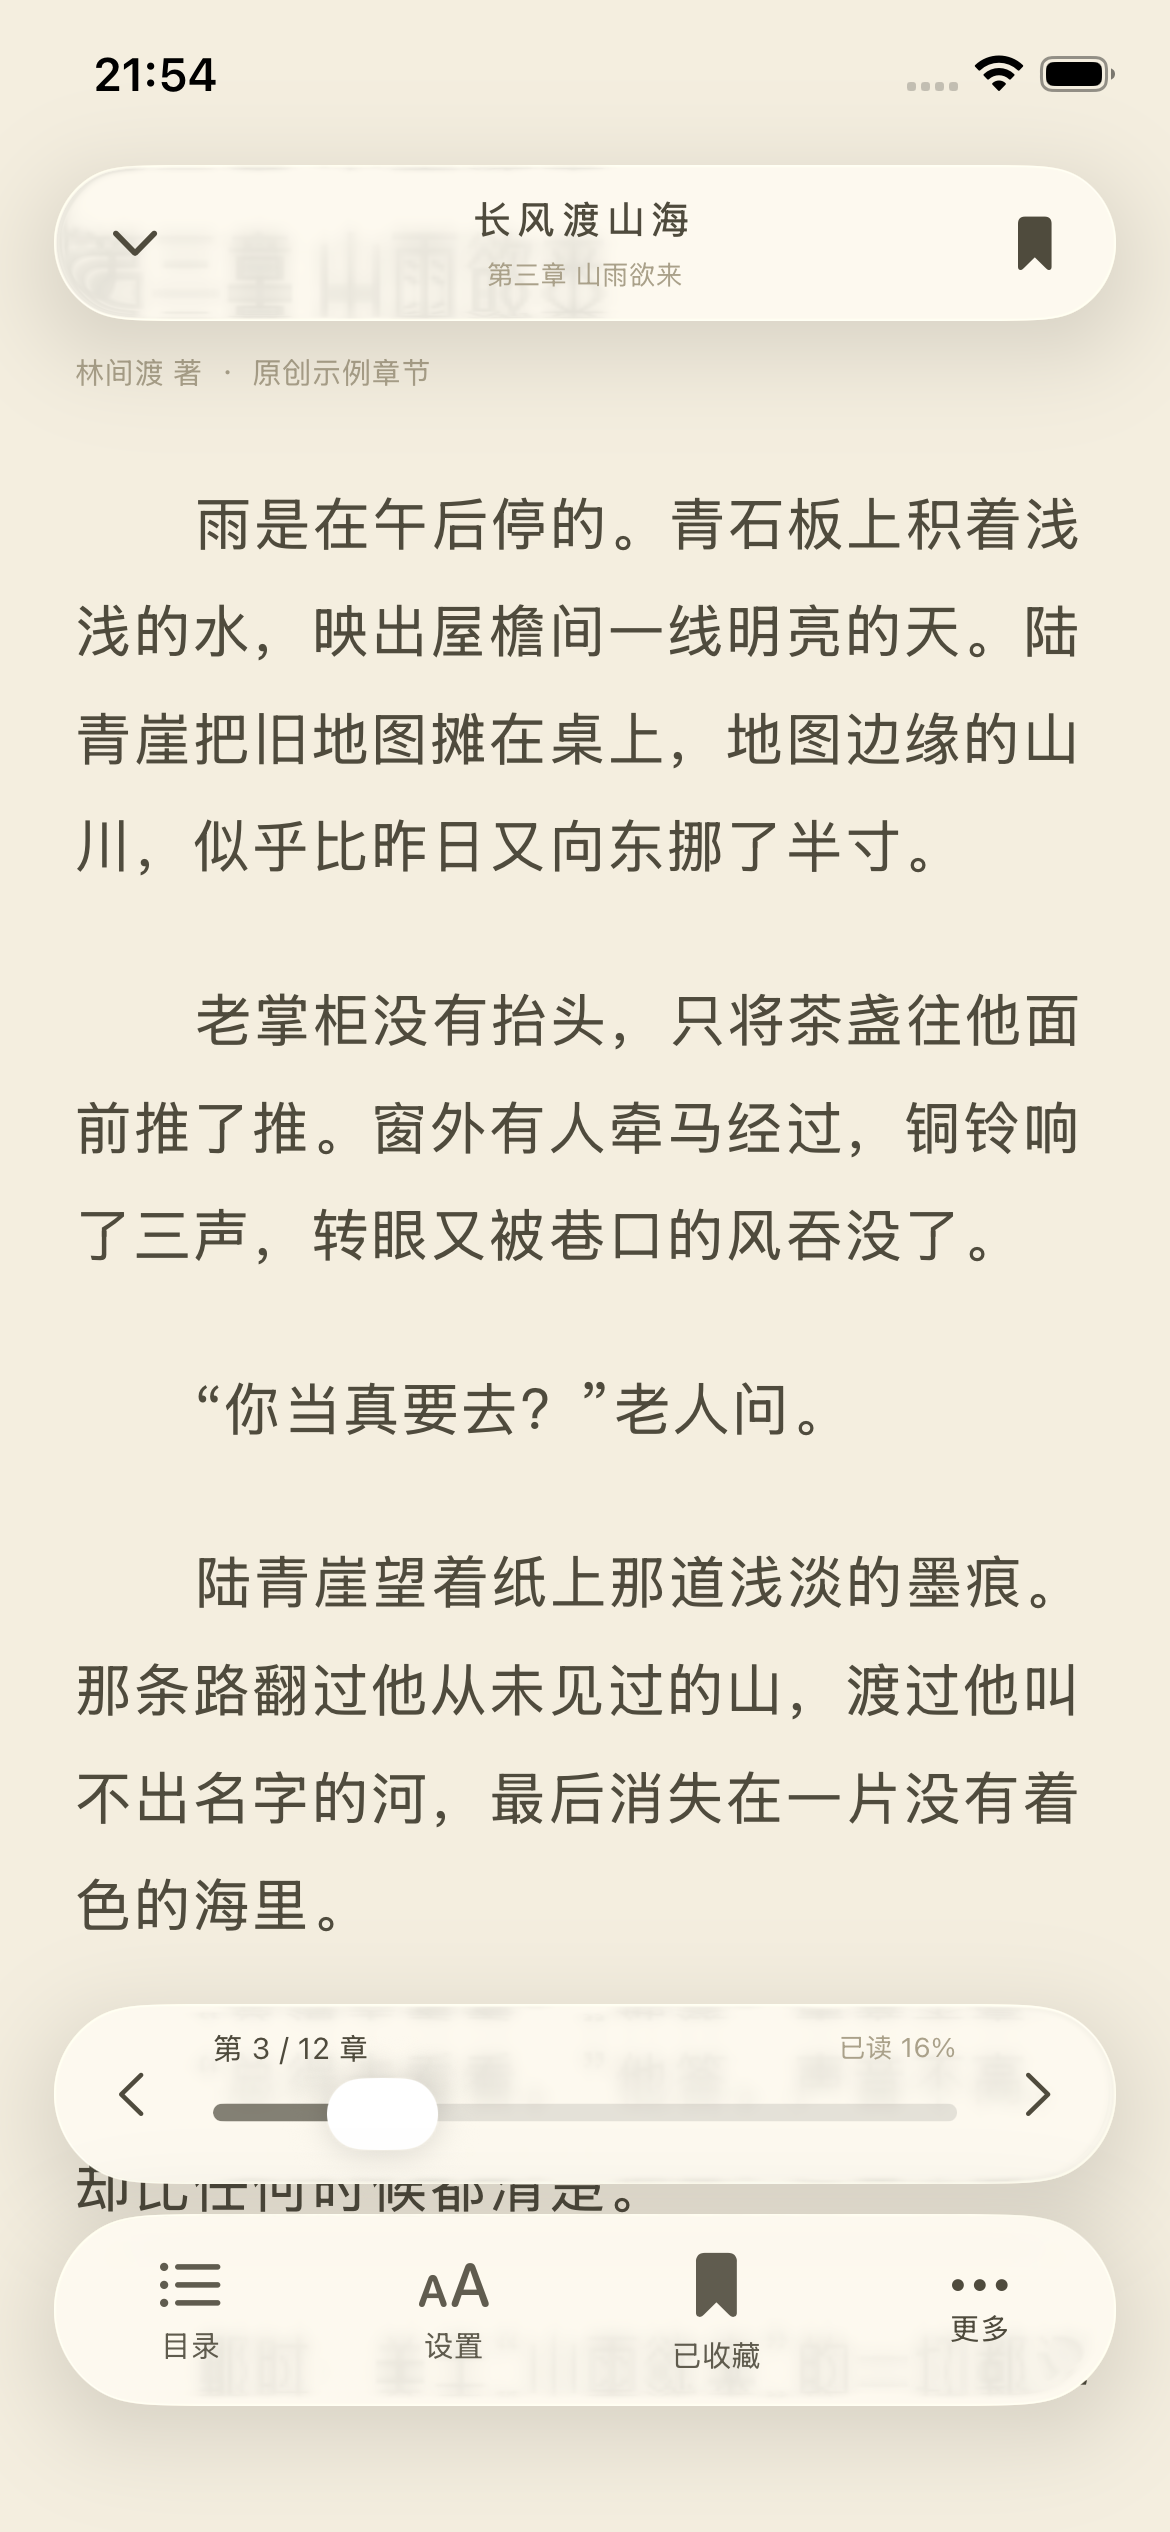 21:54
长风渡山海
第三章 山雨欲来
林间渡 著 · 原创示例章节
雨是在午后停的。青石板上积着浅
浅的水，映出屋檐间一线明亮的天。陆
青崖把旧地图摊在桌上，地图边缘的山
川，似乎比昨日又向东挪了半寸。
老掌柜没有抬头，只将茶盏往他面
前推了推。窗外有人牵马经过，铜铃响
了三声，转眼又被巷口的风吞没了。
“你当真要去？”老人问。
陆青崖望着纸上那道浅淡的墨痕。
那条路翻过他从未见过的山，渡过他叫
不出名字的河，最后消失在一片没有着
色的海里。
第 3 / 12 章
已读 16%
却比任何时候都清楚。
目录
设置
已收藏
更多